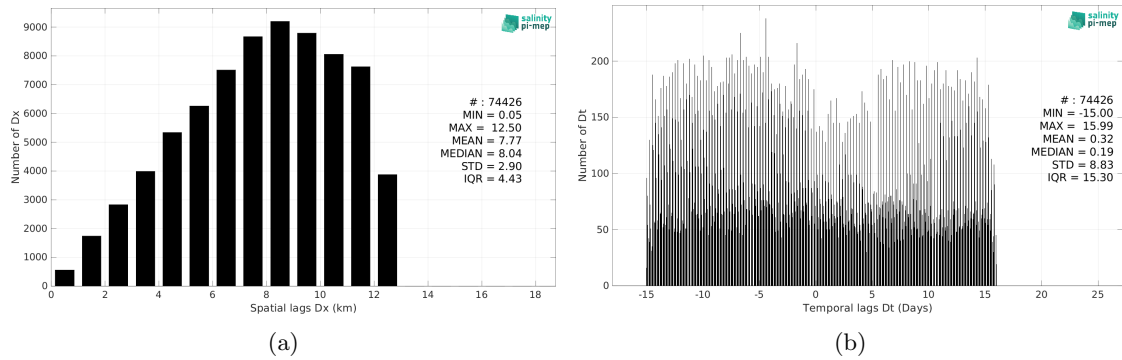 9000
8000
7000
6000
5000
4000
3000
2000
1000
0
Number of Dx
0 2 4 6 8 10 12 14 16 18
Spatial lags Dx (km)
salinity
pi-mep
# : 74426
MIN = 0.05
MAX = 12.50
MEAN = 7.77
MEDIAN = 8.04
STD = 2.90
IQR = 4.43
(a)
200
150
100
50
0
Number of Dt
-15 -10 -5 0 5 10 15 20 25
Temporal lags Dt (Days)
salinity
pi-mep
# : 74426
MIN = -15.00
MAX = 15.99
MEAN = 0.32
MEDIAN = 0.19
STD = 8.83
IQR = 15.30
(b)